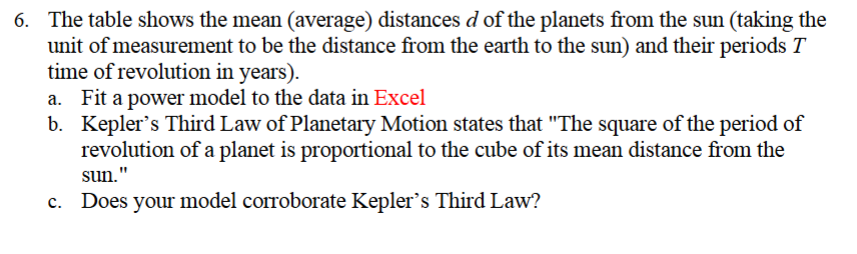 6. The table shows the mean (average) distances d of the planets from the sun (taking the
unit of measurement to be the distance from the earth to the sun) and their periods T
time of revolution in years).
a. Fit a power model to the data in Excel
b. Kepler’s Third Law of Planetary Motion states that "The square of the period of
revolution of a planet is proportional to the cube of its mean distance from the
sun."
c. Does your model corroborate Kepler’s Third Law?